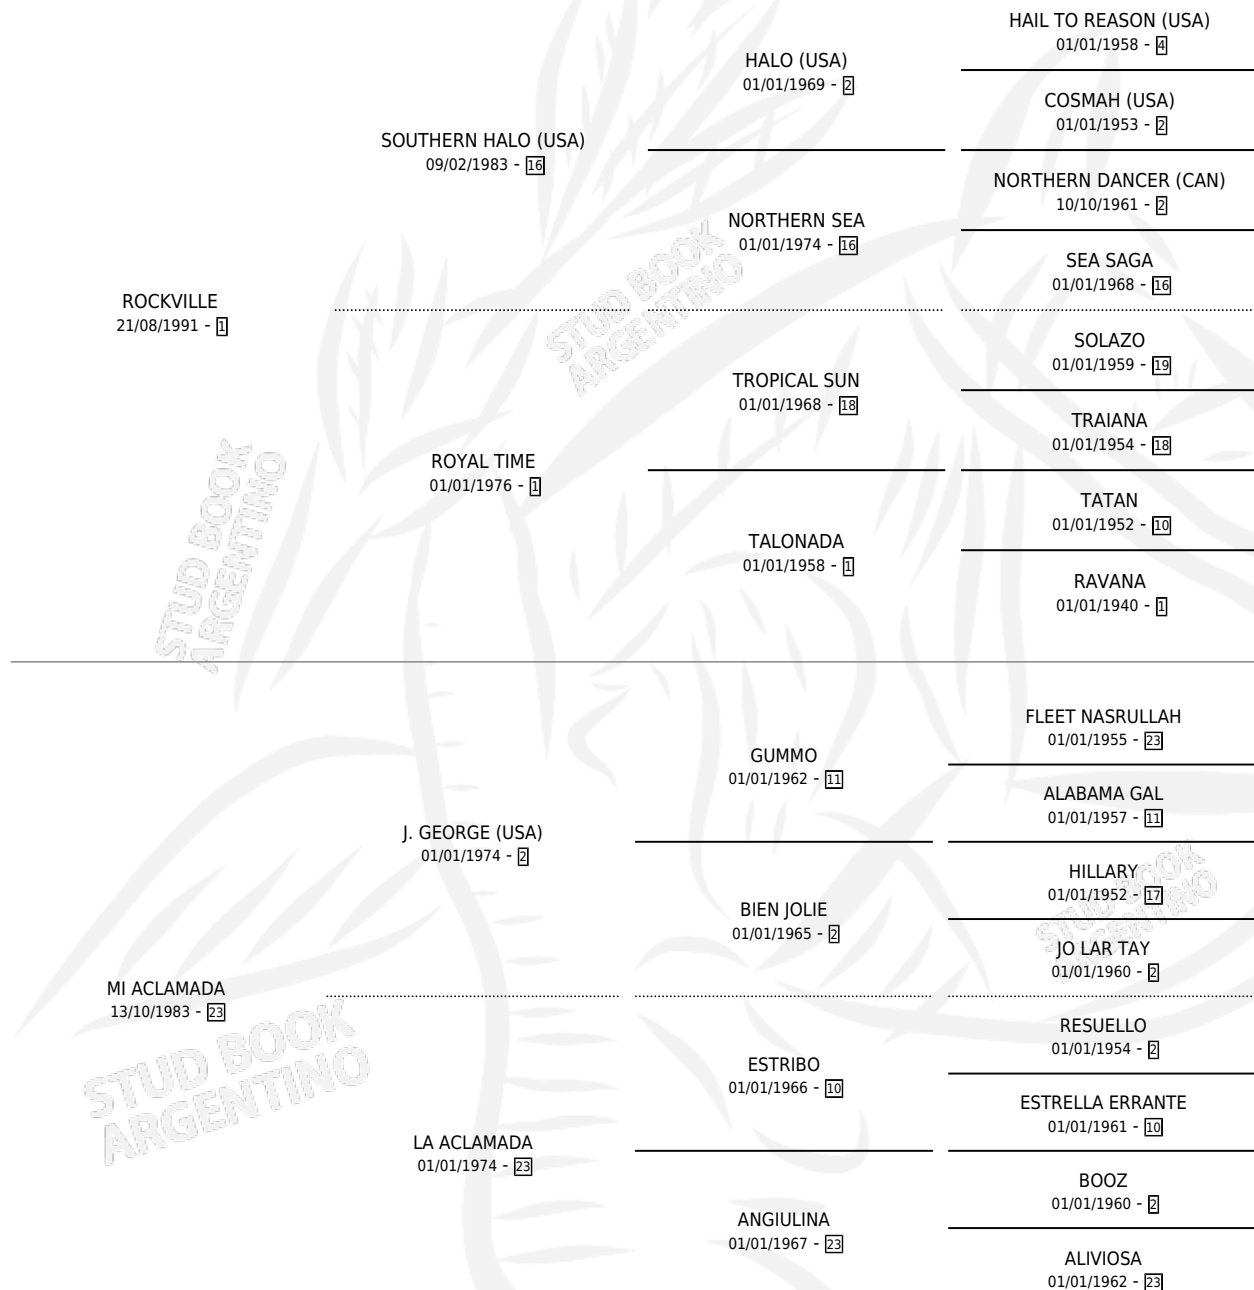 HAIL TO REASON (USA)
01/01/1958 - 4
HALO (USA)
01/01/1969 - 2
COSMAH (USA)
01/01/1953 - 2
SOUTHERN HALO (USA)
09/02/1983 - 16
NORTHERN DANCER (CAN)
10/10/1961 - 2
NORTHERN SEA
01/01/1974 - 16
SEA SAGA
01/01/1968 - 16
ROCKVILLE
21/08/1991 - 1
SOLAZO
01/01/1959 - 19
TROPICAL SUN
01/01/1968 - 18
TRAIANA
01/01/1954 - 18
ROYAL TIME
01/01/1976 - 1
TATAN
01/01/1952 - 10
TALONADA
01/01/1958 - 1
RAVANA
01/01/1940 - 1
FLEET NASRULLAH
01/01/1955 - 23
GUMMO
01/01/1962 - 11
ALABAMA GAL
01/01/1957 - 11
J. GEORGE (USA)
01/01/1974 - 2
HILLARY
01/01/1952 - 17
BIEN JOLIE
01/01/1965 - 2
JO LAR TAY
01/01/1960 - 2
MI ACLAMADA
13/10/1983 - 23
RESUELLO
01/01/1954 - 2
ESTRIBO
01/01/1966 - 10
ESTRELLA ERRANTE
01/01/1961 - 10
LA ACLAMADA
01/01/1974 - 23
BOOZ
01/01/1960 - 2
ANGIULINA
01/01/1967 - 23
ALIVIOSA
01/01/1962 - 23
STUD BOOK
ARGENTINO
STUD BOOK
ARGENTINO
STUD BOOK
ARGENTINO
STUD BOOK
ARGENTINO